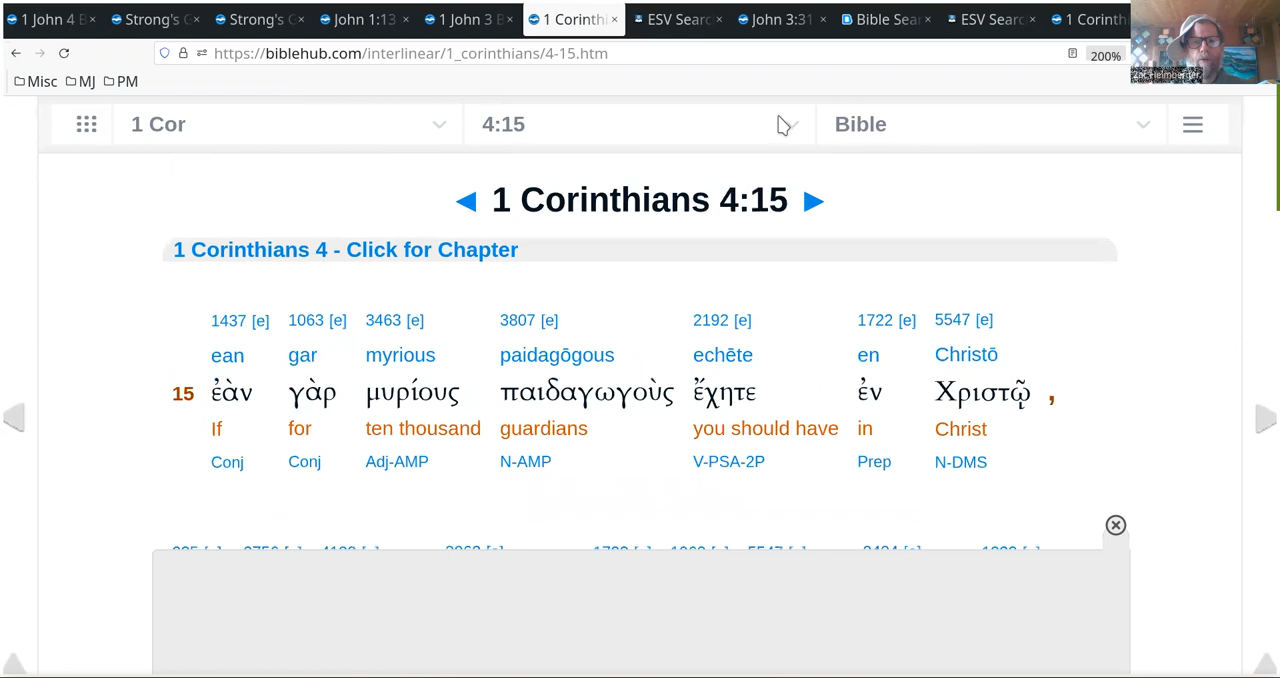 1 John 4 B
Strong's C
Strong's C
John 1:13
1 John 3 B
1 Corinthi
ESV Searc
John 3:31
Bible Sear
ESV Searc
1 Corinth
https://biblehub.com/interlinear/1_corinthians/4-15.htm
200%
Misc MJ PM
1 Cor 4:15 Bible
◀ 1 Corinthians 4:15 ▶
1 Corinthians 4 - Click for Chapter
1437 [e] 1063 [e] 3463 [e] 3807 [e] 2192 [e] 1722 [e] 5547 [e]
ean gar myrious paidagōgous echēte en Christō
15 ἐὰν γὰρ μυρίους παιδαγωγοὺς ἔχητε ἐν Χριστῷ ,
If for ten thousand guardians you should have in Christ
Conj Conj Adj-AMP N-AMP V-PSA-2P Prep N-DMS